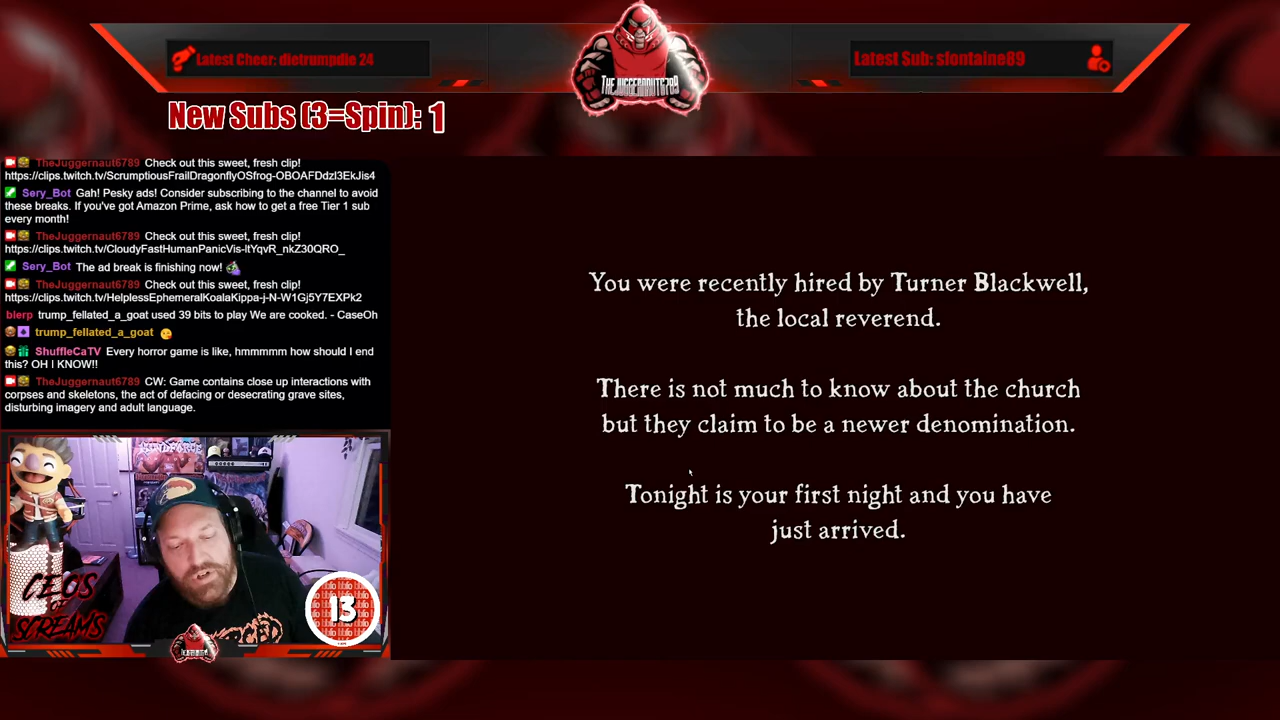 Latest Cheer: dietrumpdie 24
THEJUGGERNAUT6789
Latest Sub: sfontaine89
New Subs (3=Spin): 1
TheJuggernaut6789 Check out this sweet, fresh clip!
https://clips.twitch.tv/ScrumptiousFrailDragonflyOSfrog-OBOAFDdzI3EkJis4
Sery_Bot Gah! Pesky ads! Consider subscribing to the channel to avoid
these breaks. If you've got Amazon Prime, ask how to get a free Tier 1 sub
every month!
TheJuggernaut6789 Check out this sweet, fresh clip!
https://clips.twitch.tv/CloudyFastHumanPanicVis-ItYqvR_nkZ30QRO_
Sery_Bot The ad break is finishing now!
TheJuggernaut6789 Check out this sweet, fresh clip!
https://clips.twitch.tv/HelplessEphemeralKoalaKippa-j-N-W1Gj5Y7EXPk2
blerp trump_fellated_a_goat used 39 bits to play We are cooked. - CaseOh
trump_fellated_a_goat
ShuffleCaTV Every horror game is like, hmmmmm how should I end
this? OH I KNOW!!
TheJuggernaut6789 CW: Game contains close up interactions with
corpses and skeletons, the act of defacing or desecrating grave sites,
disturbing imagery and adult language.
You were recently hired by Turner Blackwell,
the local reverend.
There is not much to know about the church
but they claim to be a newer denomination.
Tonight is your first night and you have
just arrived.
CEO'S
OF
SCREAMS
13